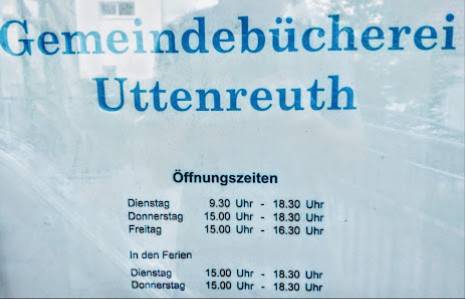 Gemeindebücherei
Uttenreuth
Öffnungszeiten
Dienstag 9.30 Uhr - 18.30 Uhr
Donnerstag 15.00 Uhr - 18.30 Uhr
Freitag 15.00 Uhr - 16.30 Uhr
In den Ferien
Dienstag 15.00 Uhr - 18.30 Uhr
Donnerstag 15.00 Uhr - 18.30 Uhr